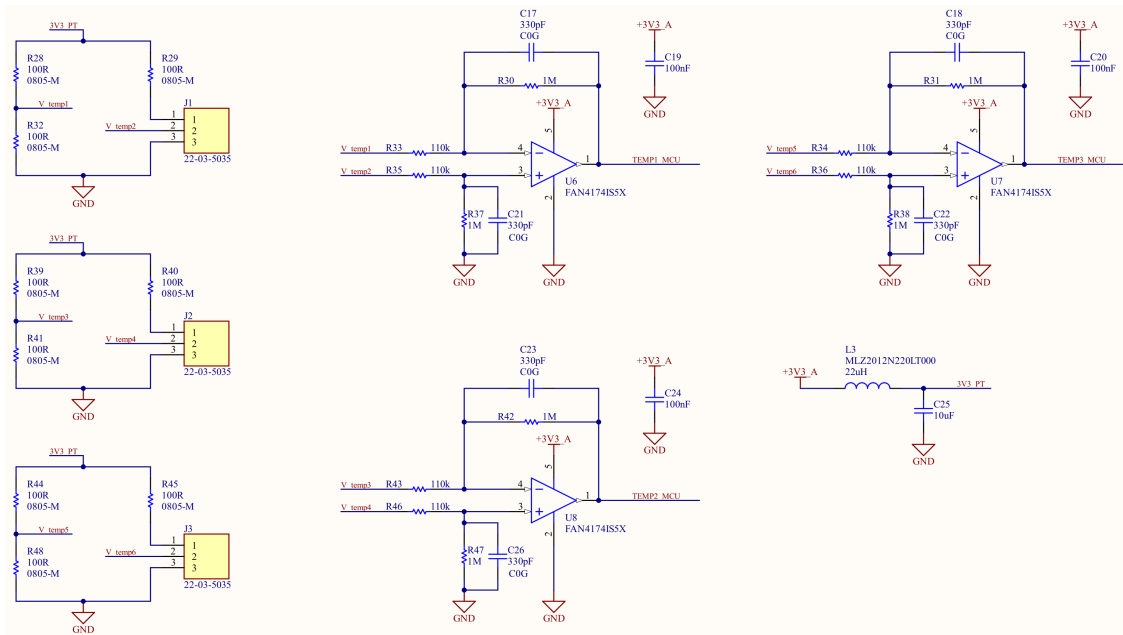 3V3_PT
R28
100R
0805-M
R29
100R
0805-M
V_temp1
R32
100R
0805-M
J1
V_temp2
1 1
2 2
3 3
22-03-5035
GND
C17
330pF
C0G
R30 1M
+3V3_A
C19
100nF
GND
+3V3_A
5
V_temp1 R33 110k 4
V_temp2 R35 110k 3
1 TEMP1_MCU
U6
FAN4174IS5X
2
R37
1M
C21
330pF
C0G
GND
GND
C18
330pF
C0G
R31 1M
+3V3_A
C20
100nF
GND
+3V3_A
5
V_temp5 R34 110k 4
V_temp6 R36 110k 3
1 TEMP3_MCU
U7
FAN4174IS5X
2
R38
1M
C22
330pF
C0G
GND
GND
3V3_PT
R39
100R
0805-M
R40
100R
0805-M
V_temp3
R41
100R
0805-M
J2
V_temp4
1 1
2 2
3 3
22-03-5035
GND
C23
330pF
C0G
R42 1M
+3V3_A
C24
100nF
GND
+3V3_A
5
V_temp3 R43 110k 4
V_temp4 R46 110k 3
1 TEMP2_MCU
U8
FAN4174IS5X
2
R47
1M
C26
330pF
C0G
GND
GND
L3
MLZ2012N220LT000
22uH
+3V3_A
3V3_PT
C25
10uF
GND
3V3_PT
R44
100R
0805-M
R45
100R
0805-M
V_temp5
R48
100R
0805-M
J3
V_temp6
1 1
2 2
3 3
22-03-5035
GND